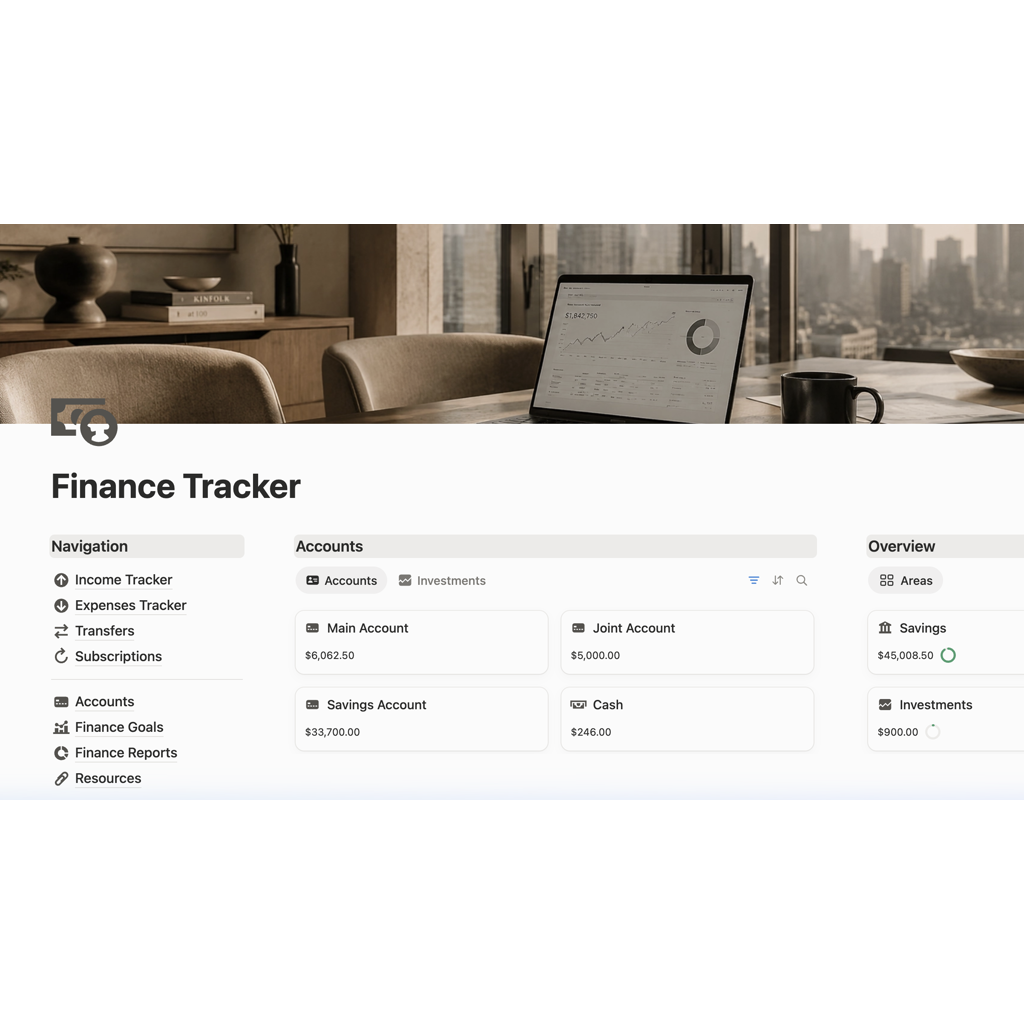 KINFOLK
$1,842,750
Finance Tracker
Navigation
Income Tracker
Expenses Tracker
Transfers
Subscriptions
Accounts
Finance Goals
Finance Reports
Resources
Accounts
Accounts Investments
Main Account
$6,062.50
Joint Account
$5,000.00
Savings Account
$33,700.00
Cash
$246.00
Overview
Areas
Savings
$45,008.50
Investments
$900.00